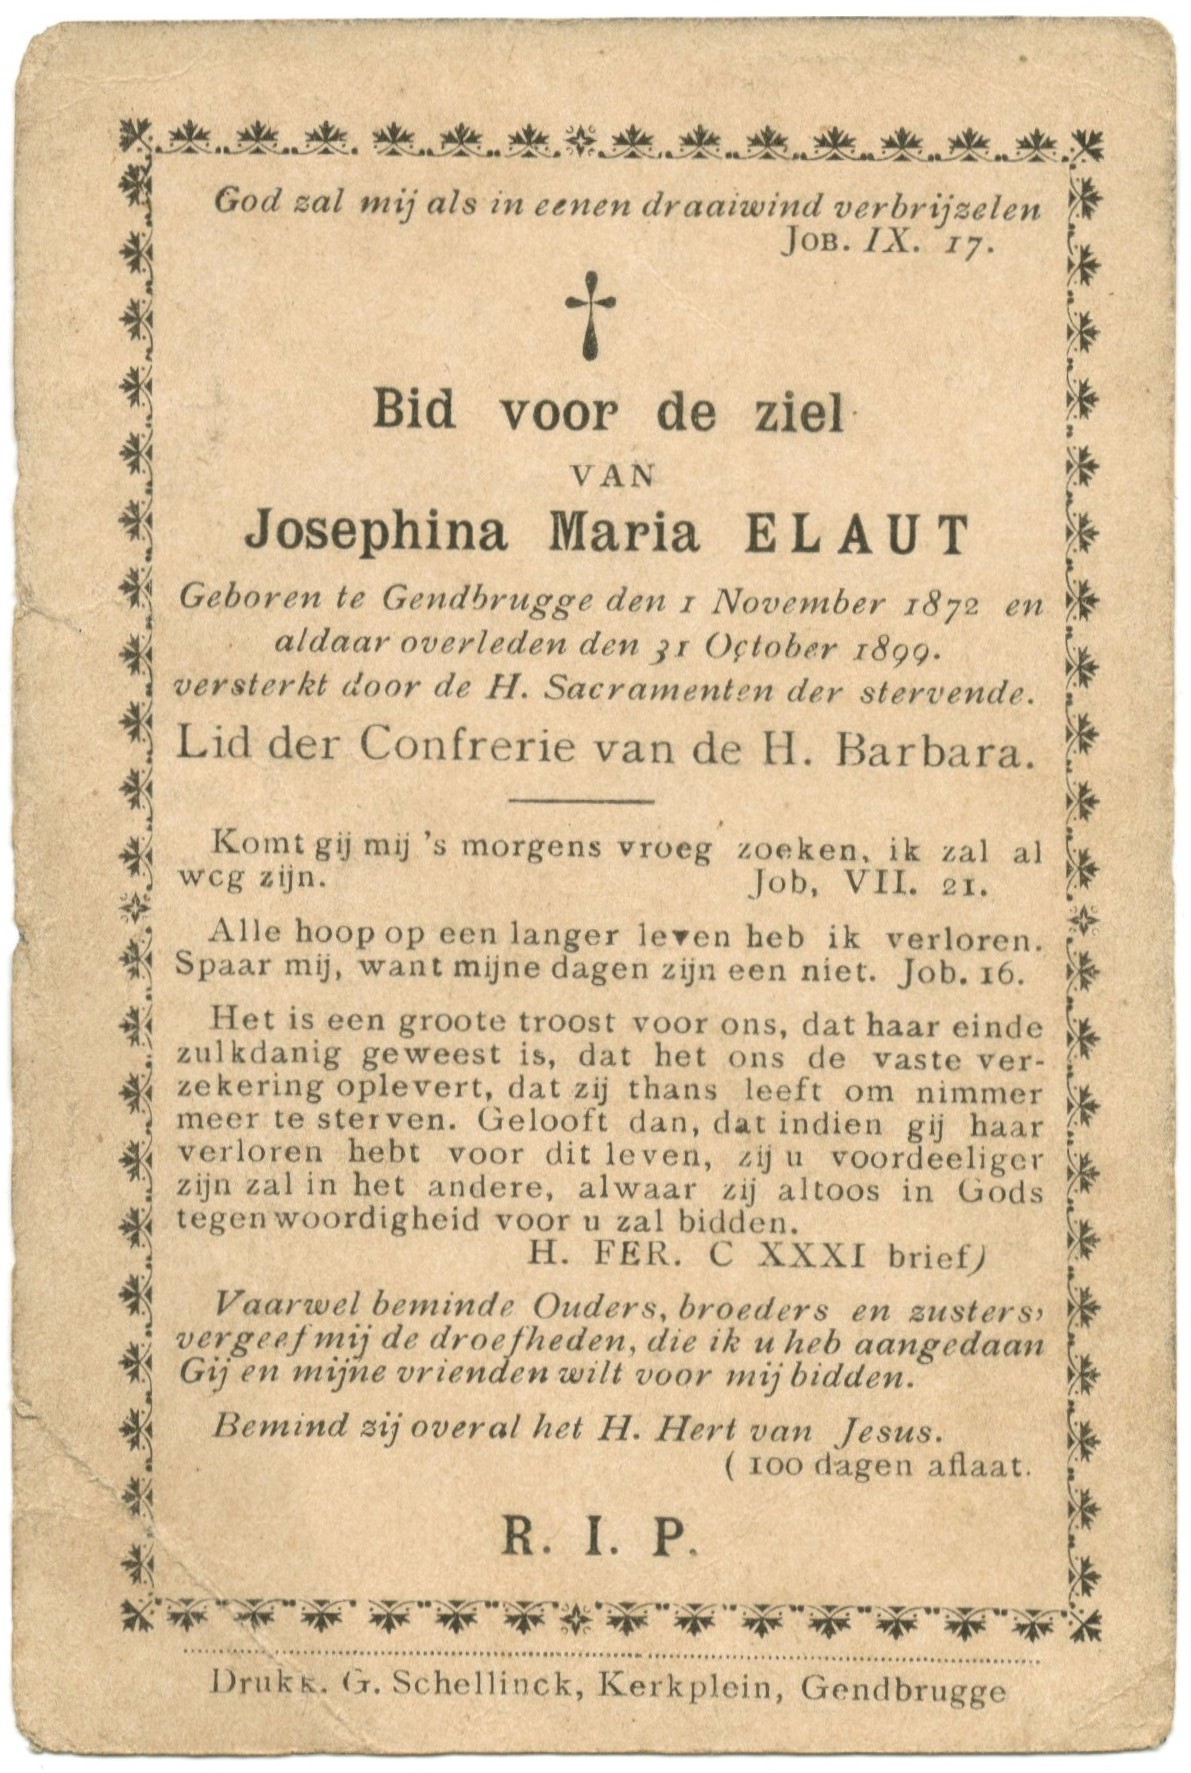 God zal mij als in eenen draaiwind verbrijzelen
JOB. IX. 17.
Bid voor de ziel
VAN
Josephina Maria ELAUT
Geboren te Gendbrugge den 1 November 1872 en
aldaar overleden den 31 October 1899.
versterkt door de H. Sacramenten der stervende.
Lid der Confrerie van de H. Barbara.
Komt gij mij 's morgens vroeg zoeken, ik zal al
weg zijn. Job, VII. 21.
Alle hoop op een langer leven heb ik verloren.
Spaar mij, want mijne dagen zijn een niet. Job. 16.
Het is een groote troost voor ons, dat haar einde
zulkdanig geweest is, dat het ons de vaste ver-
zekering oplevert, dat zij thans leeft om nimmer
meer te sterven. Gelooft dan, dat indien gij haar
verloren hebt voor dit leven, zij u voordeeliger
zijn zal in het andere, alwaar zij altoos in Gods
tegenwoordigheid voor u zal bidden.
H. FER. C XXXI brief)
Vaarwel beminde Ouders, broeders en zusters,
vergeef mij de droefheden, die ik u heb aangedaan
Gij en mijne vrienden wilt voor mij bidden.
Bemind zij overal het H. Hert van Jesus.
( 100 dagen aflaat.
R. I. P.
Drukk. G. Schellinck, Kerkplein, Gendbrugge